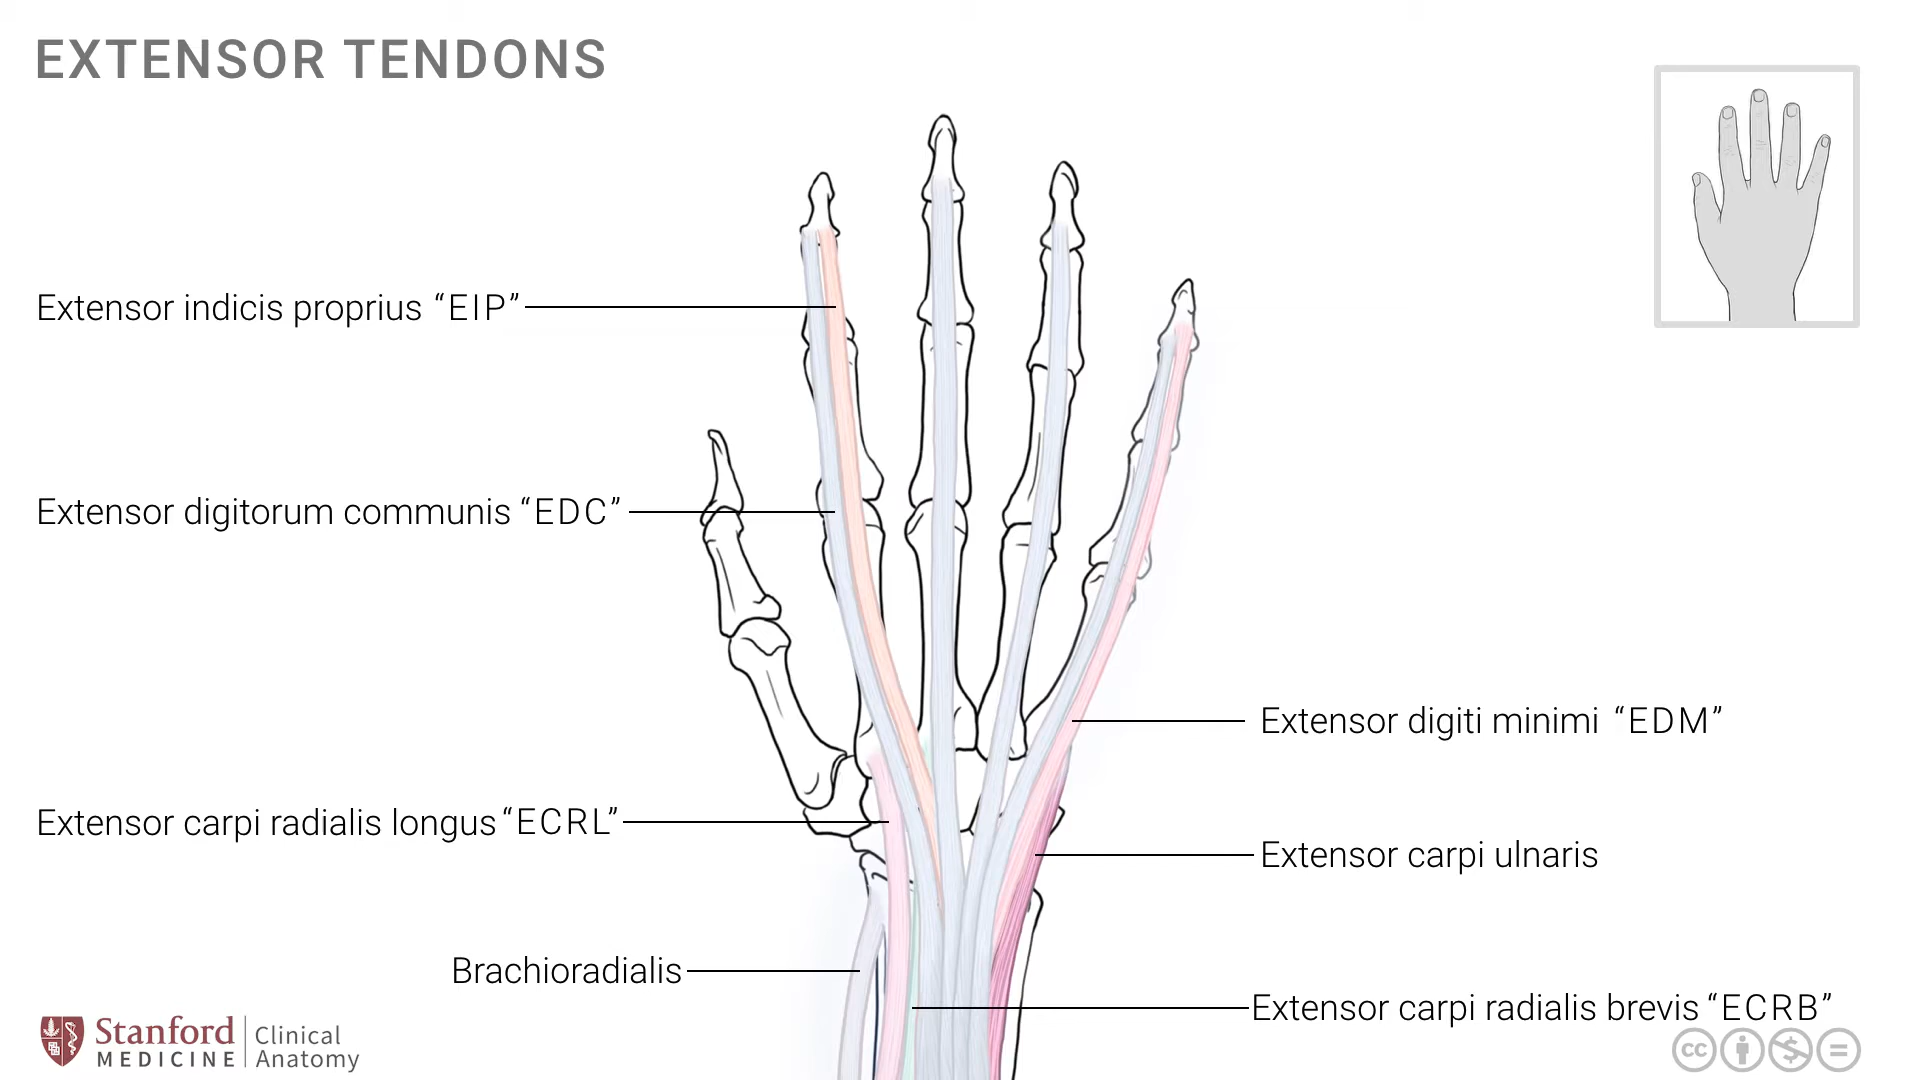 EXTENSOR TENDONS
Extensor indicis proprius “EIP”
Extensor digitorum communis “EDC”
Extensor digiti minimi “EDM”
Extensor carpi radialis longus “ECRL”
Extensor carpi ulnaris
Brachioradialis
Extensor carpi radialis brevis “ECRB”
Stanford
MEDICINE
Clinical
Anatomy
cc